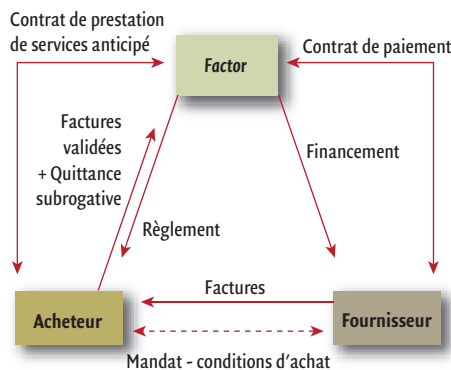 Contrat de prestation
de services anticipé
Factor
Contrat de paiement
Factures
validées
+ Quittance
subrogative
Financement
Règlement
Factures
Acheteur
Fournisseur
Mandat - conditions d’achat